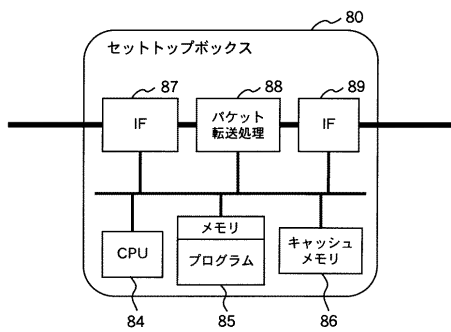 80
セットトップボックス
87
88
89
IF
パケット
転送処理
IF
CPU
メモリ
プログラム
キャッシュ
メモリ
84
85
86